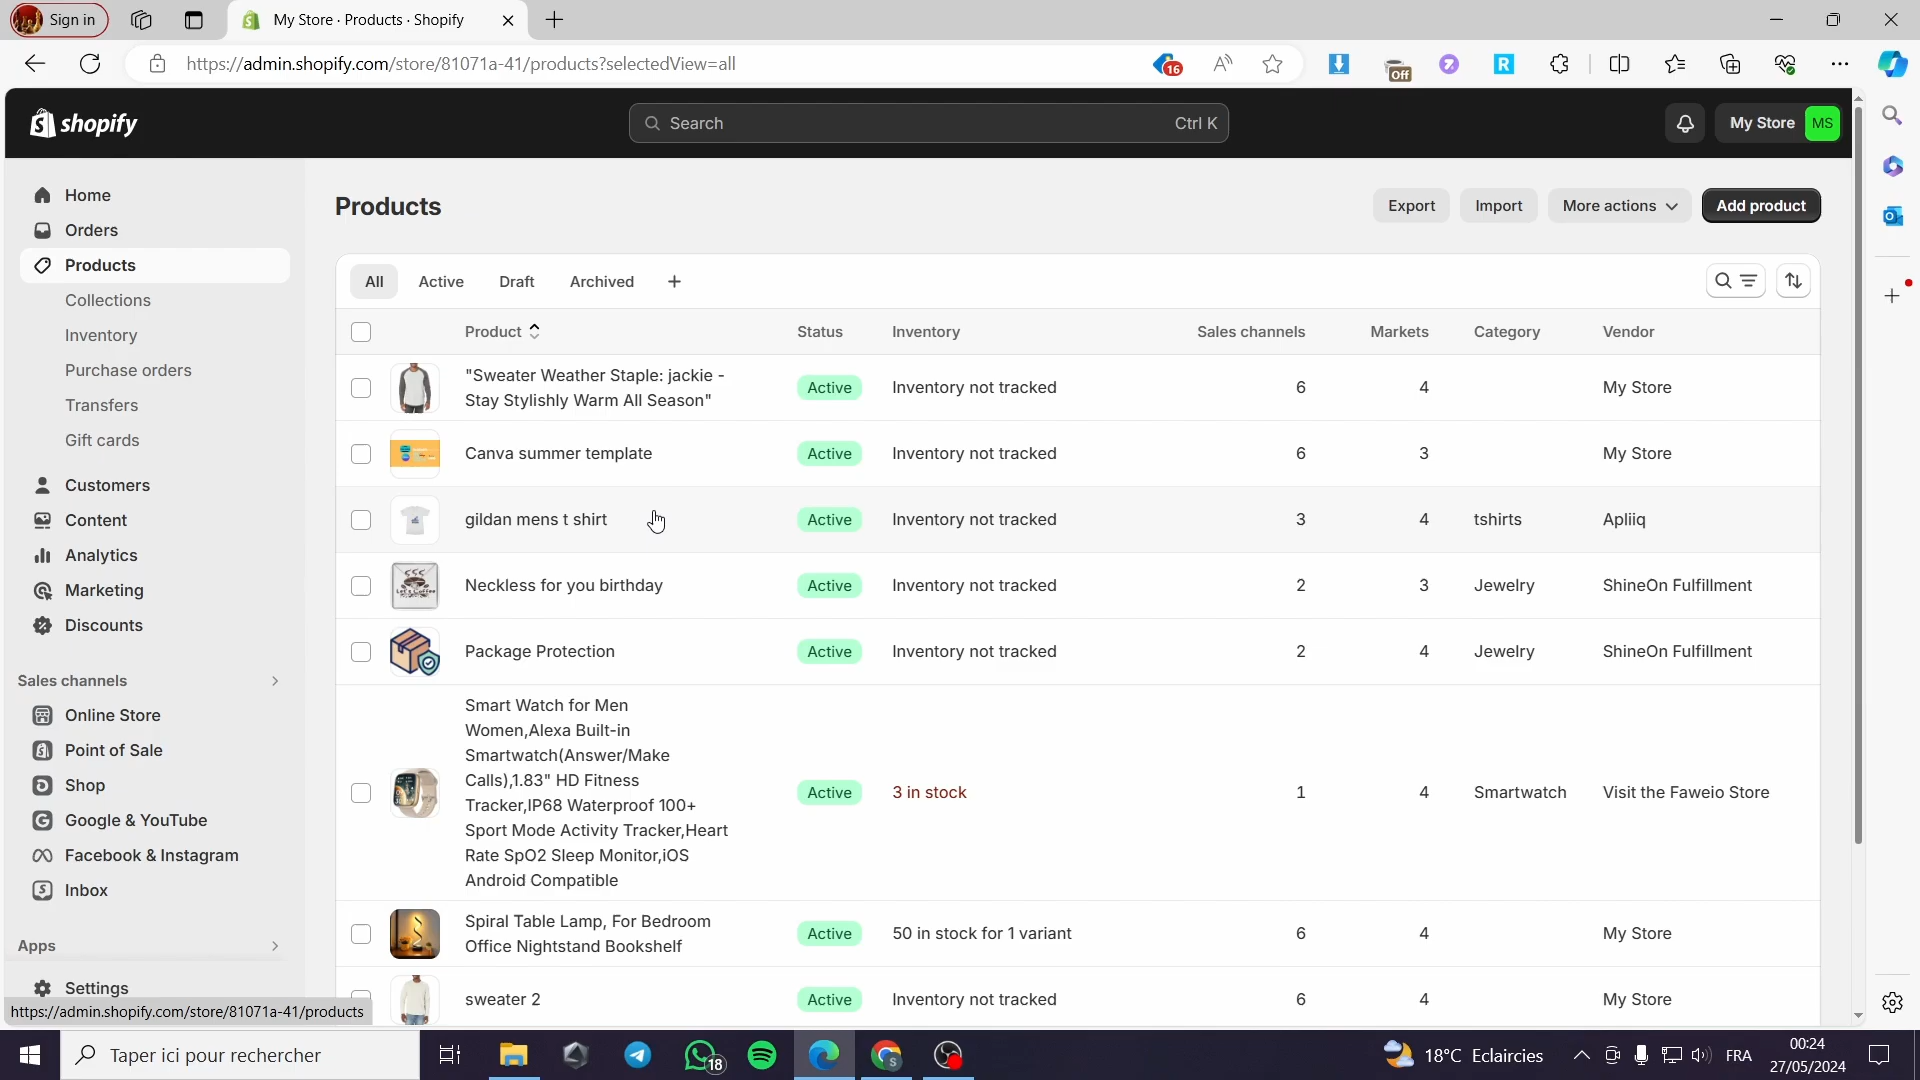 Sign in
My Store · Products · Shopify
https://admin.shopify.com/store/81071a-41/products?selectedView=all
16
Off
shopify
Search
Ctrl K
My Store
MS
Home
Orders
Products
Collections
Inventory
Purchase orders
Transfers
Gift cards
Customers
Content
Analytics
Marketing
Discounts
Sales channels
Online Store
Point of Sale
Shop
Google & YouTube
Facebook & Instagram
Inbox
Apps
Settings
https://admin.shopify.com/store/81071a-41/products
Products
Export
Import
More actions
Add product
All
Active
Draft
Archived
Product
Status
Inventory
Sales channels
Markets
Category
Vendor
"Sweater Weather Staple: jackie -
Stay Stylishly Warm All Season"
Active
Inventory not tracked
6
4
My Store
Canva summer template
Active
Inventory not tracked
6
3
My Store
gildan mens t shirt
Active
Inventory not tracked
3
4
tshirts
Apliiq
Neckless for you birthday
Active
Inventory not tracked
2
3
Jewelry
ShineOn Fulfillment
Package Protection
Active
Inventory not tracked
2
4
Jewelry
ShineOn Fulfillment
Smart Watch for Men
Women,Alexa Built-in
Smartwatch(Answer/Make
Calls),1.83" HD Fitness
Tracker,IP68 Waterproof 100+
Sport Mode Activity Tracker,Heart
Rate SpO2 Sleep Monitor,iOS
Android Compatible
Active
3 in stock
1
4
Smartwatch
Visit the Faweio Store
Spiral Table Lamp, For Bedroom
Office Nightstand Bookshelf
Active
50 in stock for 1 variant
6
4
My Store
sweater 2
Active
Inventory not tracked
6
4
My Store
Taper ici pour rechercher
18
18°C Eclaircies
FRA
00:24
27/05/2024